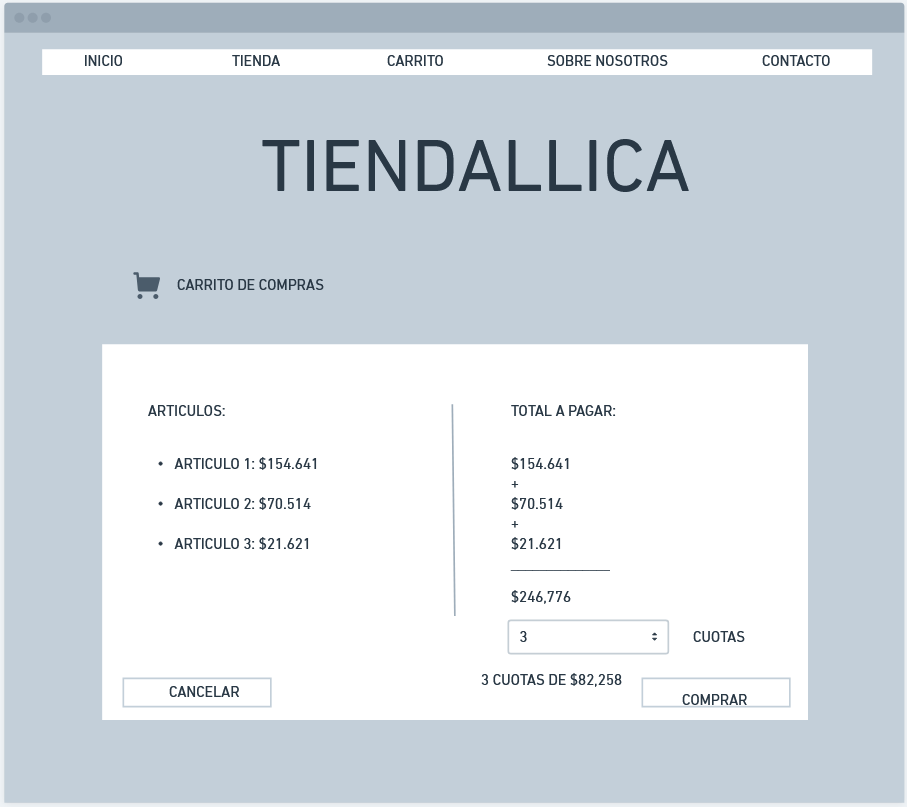 INICIO TIENDA CARRITO SOBRE NOSOTROS CONTACTO
TIENDALLICA
CARRITO DE COMPRAS
ARTICULOS:
• ARTICULO 1: $154.641
• ARTICULO 2: $70.514
• ARTICULO 3: $21.621
TOTAL A PAGAR:
$154.641
+
$70.514
+
$21.621
$246,776
3 CUOTAS
3 CUOTAS DE $82,258
CANCELAR
COMPRAR